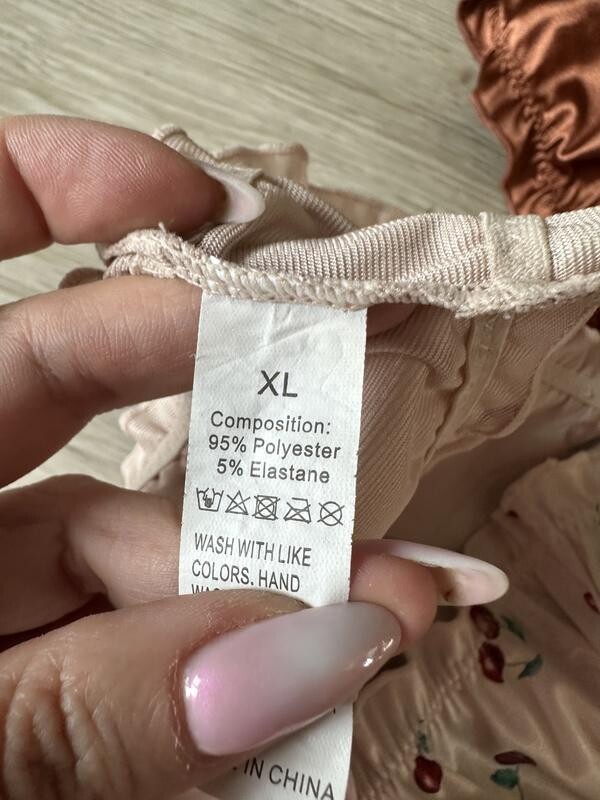 XL
Composition:
95% Polyester
5% Elastane
WASH WITH LIKE
COLORS. HAND
IN CHINA